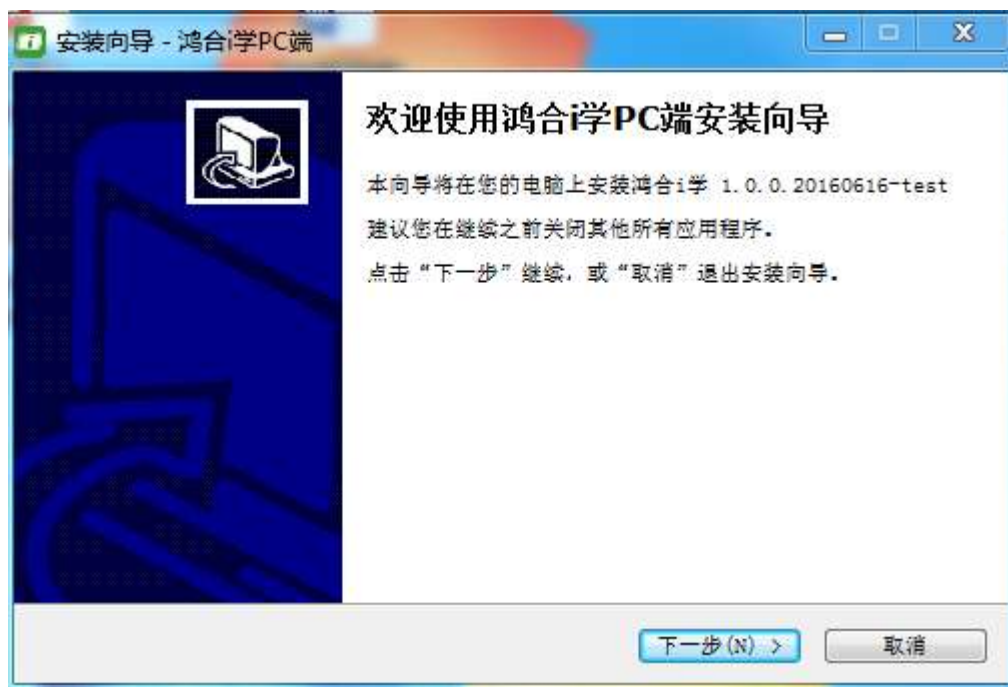 安装向导 - 鸿合i学PC端
欢迎使用鸿合i学PC端安装向导
本向导将在您的电脑上安装鸿合i学 1.0.0.20160616-test
建议您在继续之前关闭其他所有应用程序。
点击“下一步”继续，或“取消”退出安装向导。
下一步(N) >
取消